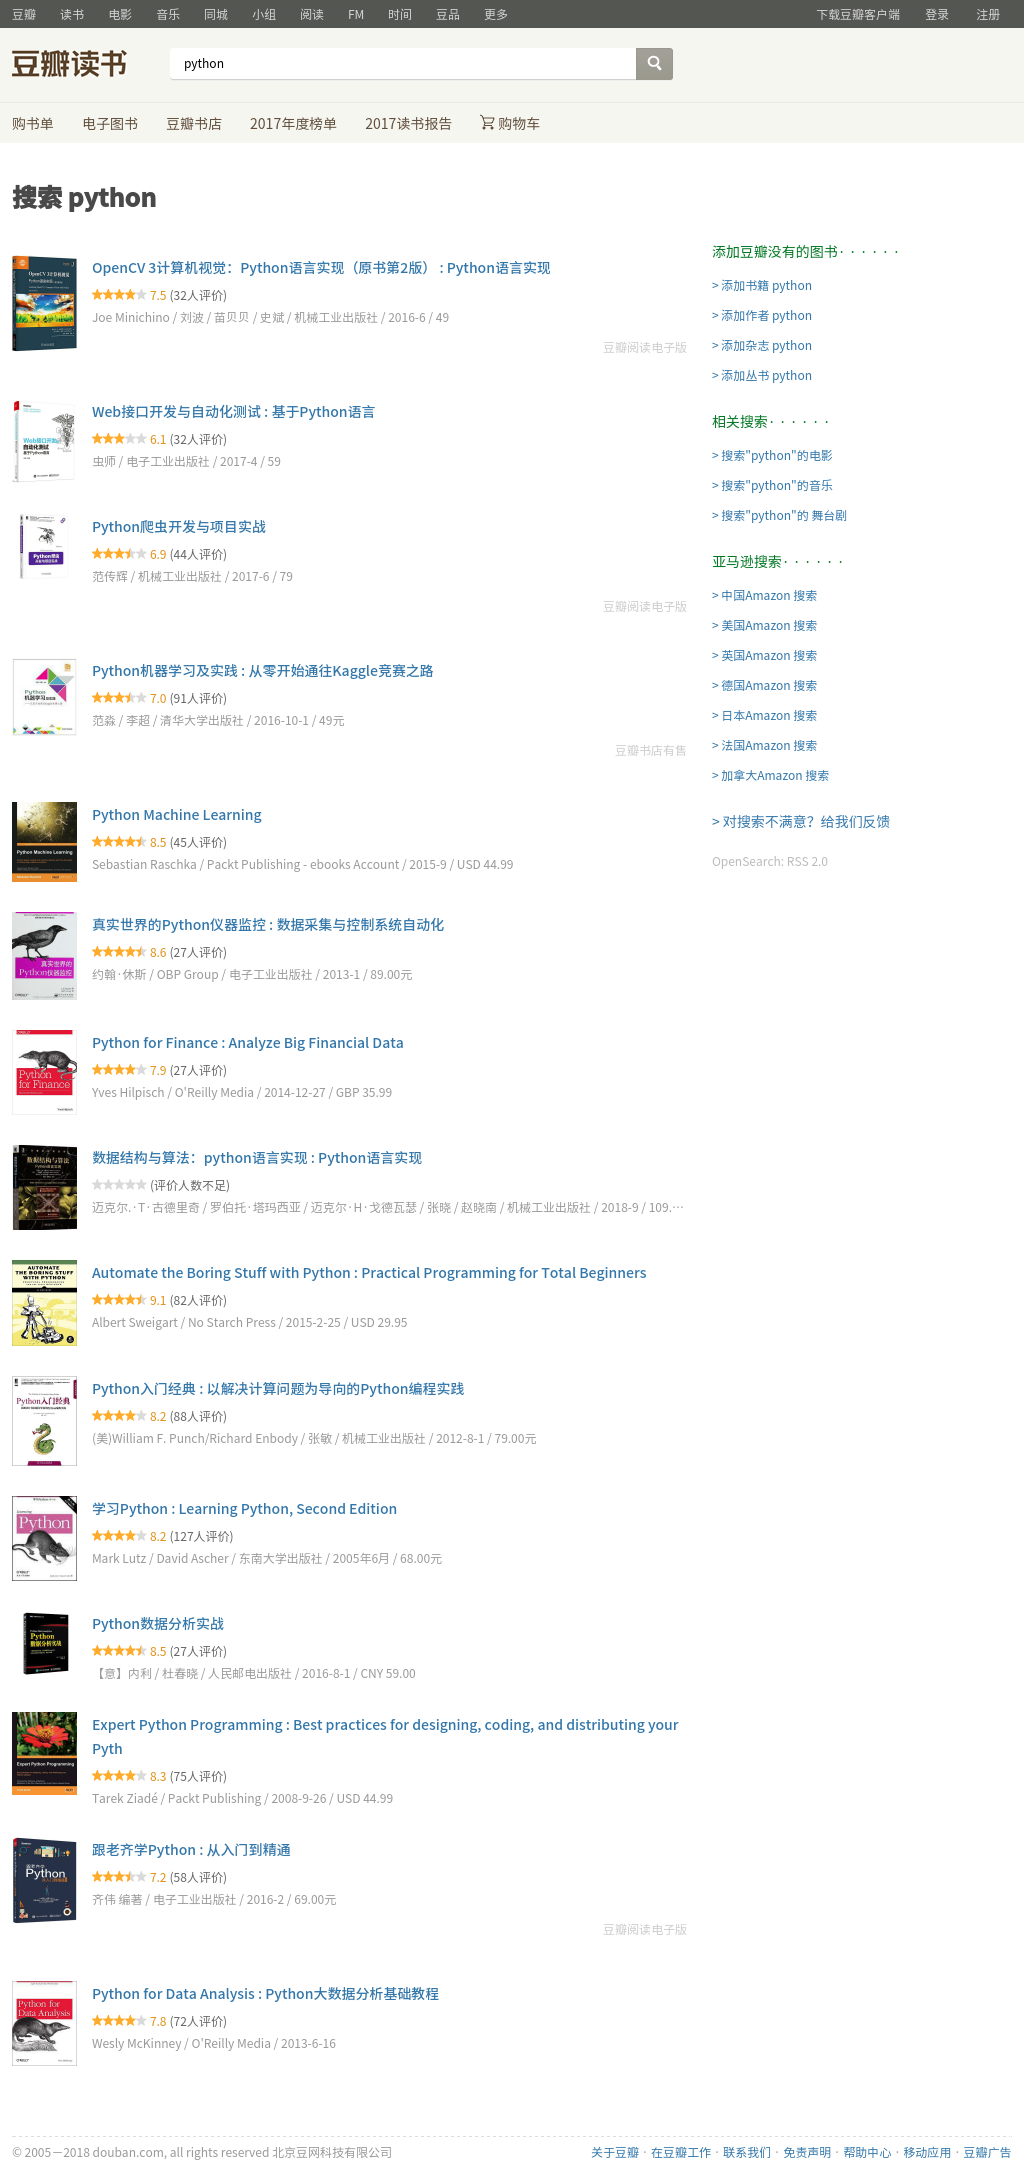 豆瓣 读书 电影 音乐 同城 小组 阅读 FM 时间 豆品 更多 下载豆瓣客户端 登录 注册
豆瓣读书
python
购书单 电子图书 豆瓣书店 2017年度榜单 2017读书报告 购物车
搜索 python
OpenCV 3计算机视觉：Python语言实现（原书第2版） : Python语言实现
7.5 (32人评价)
Joe Minichino / 刘波 / 苗贝贝 / 史斌 / 机械工业出版社 / 2016-6 / 49
豆瓣阅读电子版
Web接口开发与自动化测试 : 基于Python语言
6.1 (32人评价)
虫师 / 电子工业出版社 / 2017-4 / 59
Python爬虫开发与项目实战
6.9 (44人评价)
范传辉 / 机械工业出版社 / 2017-6 / 79
豆瓣阅读电子版
Python机器学习及实践 : 从零开始通往Kaggle竞赛之路
7.0 (91人评价)
范淼 / 李超 / 清华大学出版社 / 2016-10-1 / 49元
豆瓣书店有售
Python Machine Learning
8.5 (45人评价)
Sebastian Raschka / Packt Publishing - ebooks Account / 2015-9 / USD 44.99
真实世界的Python仪器监控 : 数据采集与控制系统自动化
8.6 (27人评价)
约翰·休斯 / OBP Group / 电子工业出版社 / 2013-1 / 89.00元
Python for Finance : Analyze Big Financial Data
7.9 (27人评价)
Yves Hilpisch / O'Reilly Media / 2014-12-27 / GBP 35.99
数据结构与算法：python语言实现 : Python语言实现
(评价人数不足)
迈克尔.·T·古德里奇 / 罗伯托·塔玛西亚 / 迈克尔·H·戈德瓦瑟 / 张晓 / 赵晓南 / 机械工业出版社 / 2018-9 / 109.…
Automate the Boring Stuff with Python : Practical Programming for Total Beginners
9.1 (82人评价)
Albert Sweigart / No Starch Press / 2015-2-25 / USD 29.95
Python入门经典 : 以解决计算问题为导向的Python编程实践
8.2 (88人评价)
(美)William F. Punch/Richard Enbody / 张敏 / 机械工业出版社 / 2012-8-1 / 79.00元
学习Python : Learning Python, Second Edition
8.2 (127人评价)
Mark Lutz / David Ascher / 东南大学出版社 / 2005年6月 / 68.00元
Python数据分析实战
8.5 (27人评价)
【意】内利 / 杜春晓 / 人民邮电出版社 / 2016-8-1 / CNY 59.00
Expert Python Programming : Best practices for designing, coding, and distributing your
Pyth
8.3 (75人评价)
Tarek Ziadé / Packt Publishing / 2008-9-26 / USD 44.99
跟老齐学Python : 从入门到精通
7.2 (58人评价)
齐伟 编著 / 电子工业出版社 / 2016-2 / 69.00元
豆瓣阅读电子版
Python for Data Analysis : Python大数据分析基础教程
7.8 (72人评价)
Wesly McKinney / O'Reilly Media / 2013-6-16
添加豆瓣没有的图书· · · · · ·
> 添加书籍 python
> 添加作者 python
> 添加杂志 python
> 添加丛书 python
相关搜索· · · · · ·
> 搜索"python"的电影
> 搜索"python"的音乐
> 搜索"python"的 舞台剧
亚马逊搜索· · · · · ·
> 中国Amazon 搜索
> 美国Amazon 搜索
> 英国Amazon 搜索
> 德国Amazon 搜索
> 日本Amazon 搜索
> 法国Amazon 搜索
> 加拿大Amazon 搜索
> 对搜索不满意？给我们反馈
OpenSearch: RSS 2.0
© 2005－2018 douban.com, all rights reserved 北京豆网科技有限公司
关于豆瓣 · 在豆瓣工作 · 联系我们 · 免责声明 · 帮助中心 · 移动应用 · 豆瓣广告